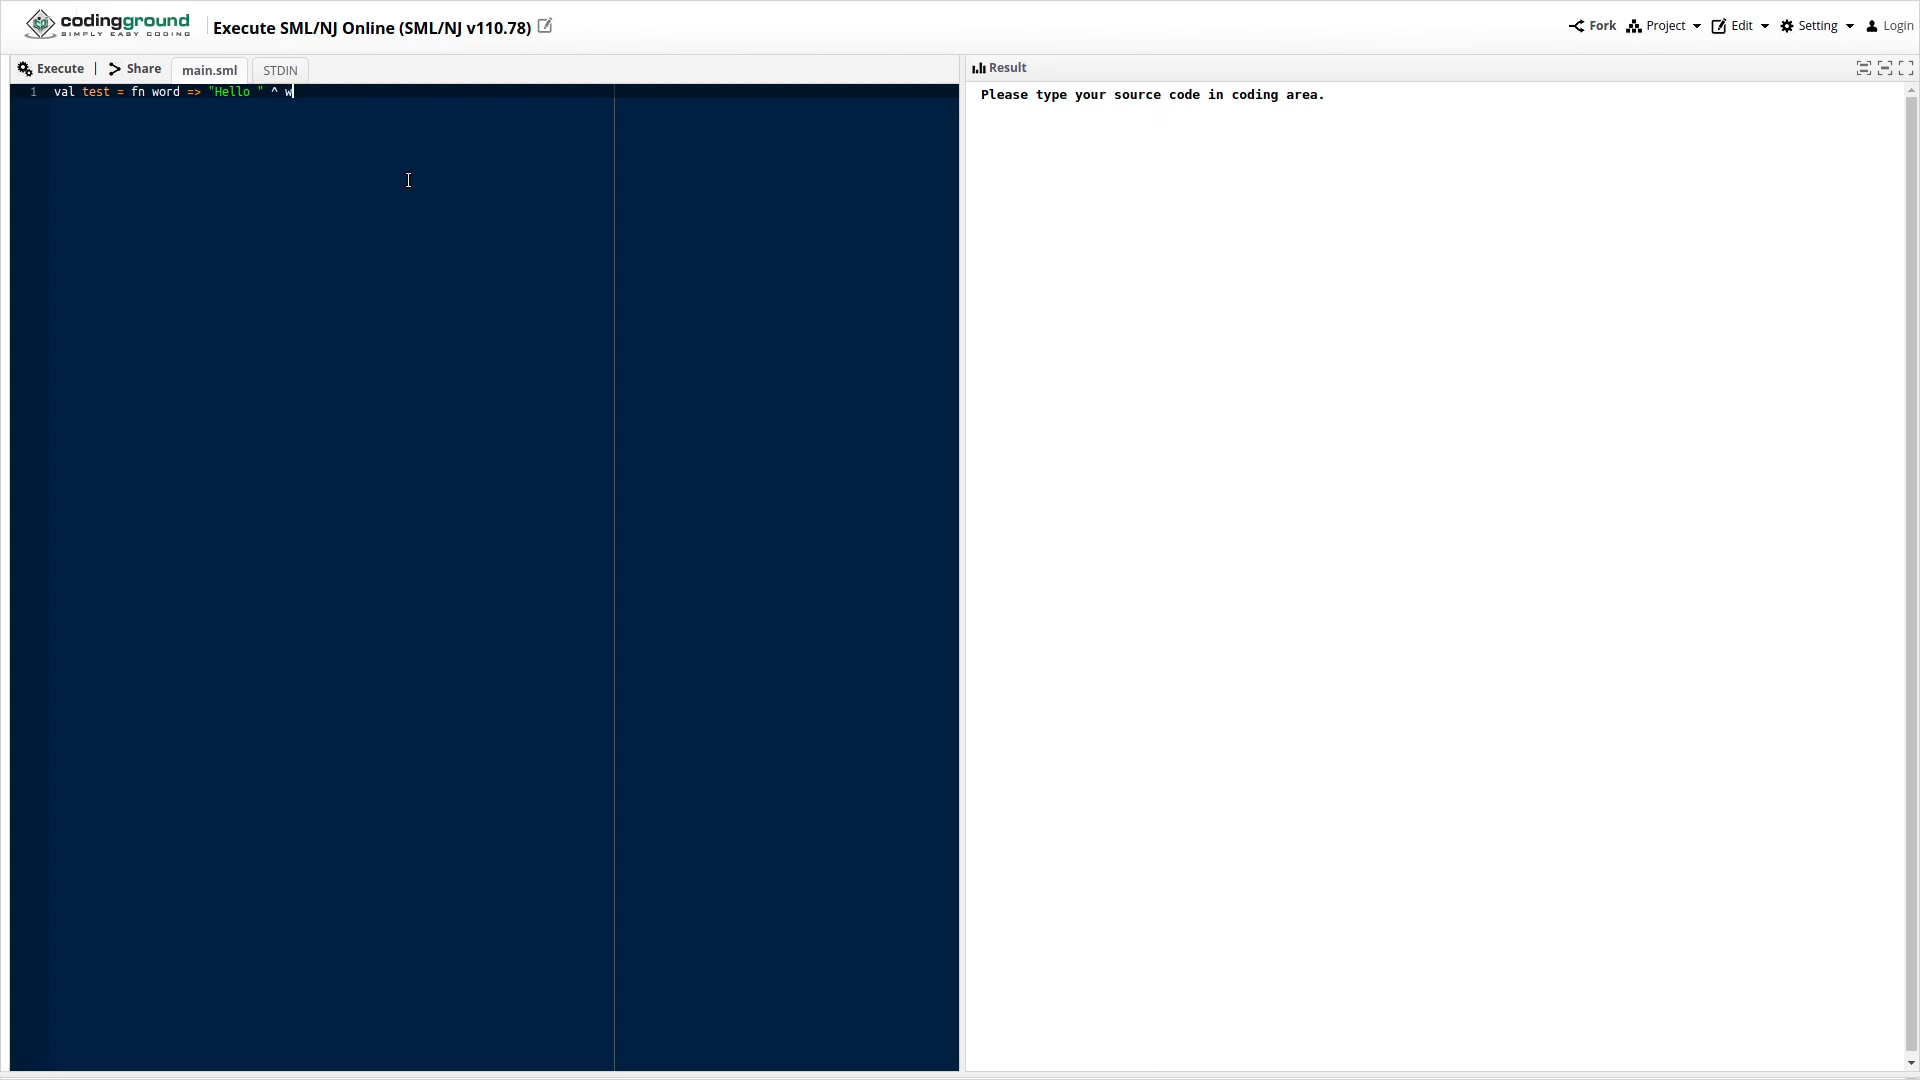 codingground
SIMPLY EASY CODING
Execute SML/NJ Online (SML/NJ v110.78)
Fork Project Edit Setting Login
Execute | Share main.sml STDIN
Result
1 val test = fn word => "Hello " ^ w
Please type your source code in coding area.